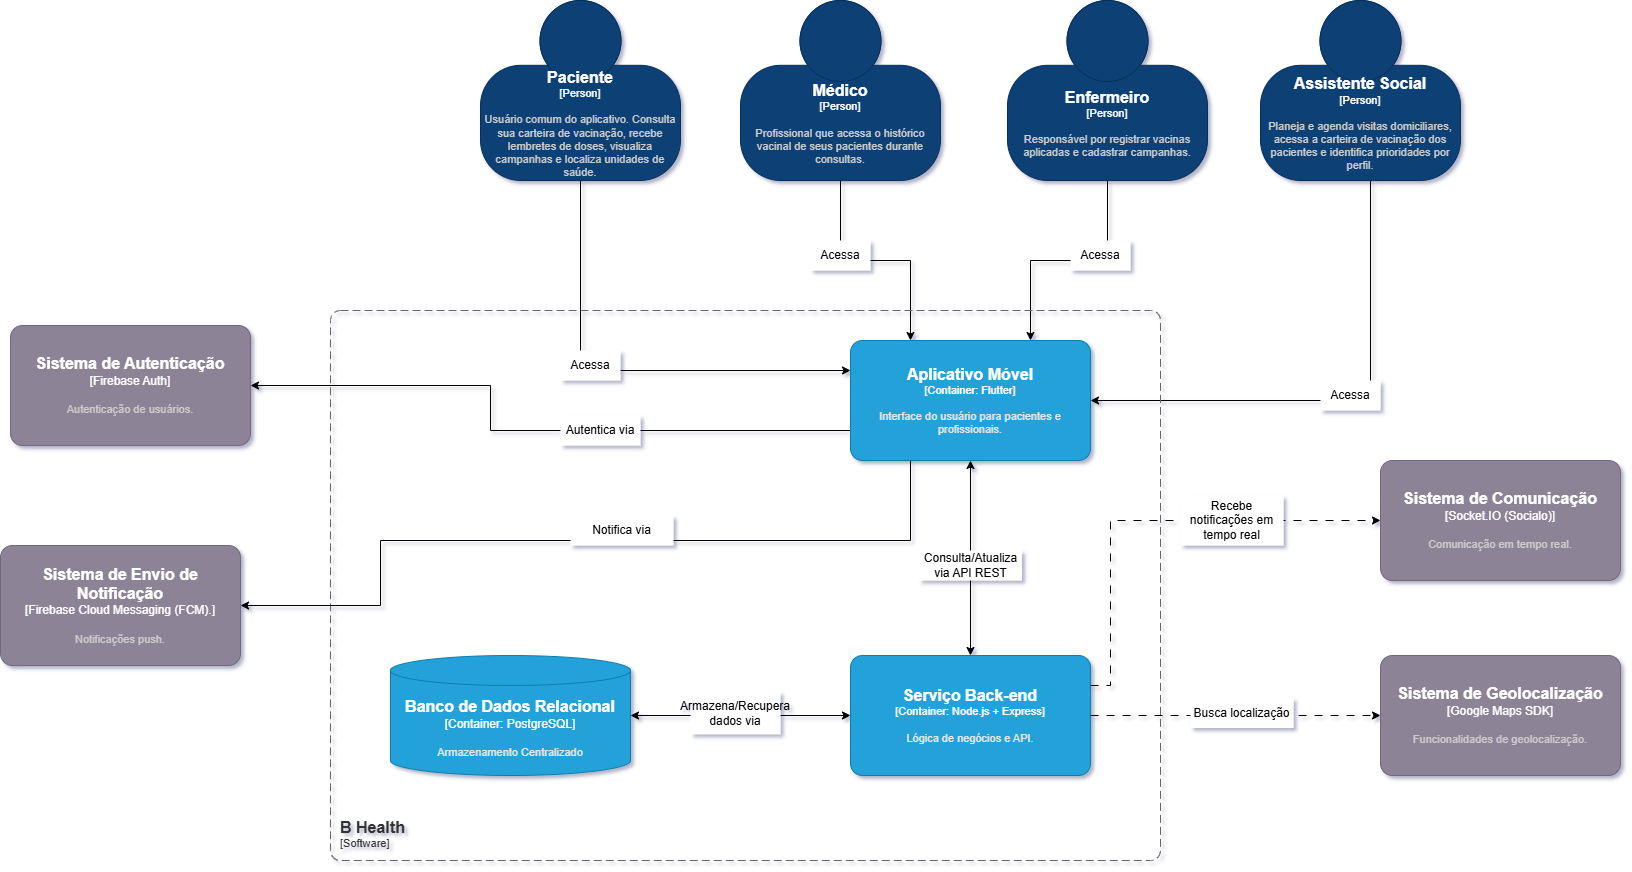 Paciente
[Person]
Usuário comum do aplicativo. Consulta
sua carteira de vacinação, recebe
lembretes de doses, visualiza
campanhas e localiza unidades de
saúde.
Médico
[Person]
Profissional que acessa o histórico
vacinal de seus pacientes durante
consultas.
Enfermeiro
[Person]
Responsável por registrar vacinas
aplicadas e cadastrar campanhas.
Assistente Social
[Person]
Planeja e agenda visitas domiciliares,
acessa a carteira de vacinação dos
pacientes e identifica prioridades por
perfil.
Acessa
Acessa
Acessa
Acessa
Sistema de Autenticação
[Firebase Auth]
Autenticação de usuários.
Aplicativo Móvel
[Container: Flutter]
Interface do usuário para pacientes e
profissionais.
Autentica via
Sistema de Comunicação
[Socket.IO (Socialo)]
Comunicação em tempo real.
Recebe
notificações em
tempo real
Notifica via
Consulta/Atualiza
via API REST
Sistema de Envio de
Notificação
[Firebase Cloud Messaging (FCM).]
Notificações push.
Banco de Dados Relacional
[Container: PostgreSQL]
Armazenamento Centralizado
Armazena/Recupera
dados via
Serviço Back-end
[Container: Node.js + Express]
Lógica de negócios e API.
Busca localização
Sistema de Geolocalização
[Google Maps SDK]
Funcionalidades de geolocalização.
B Health
[Software]